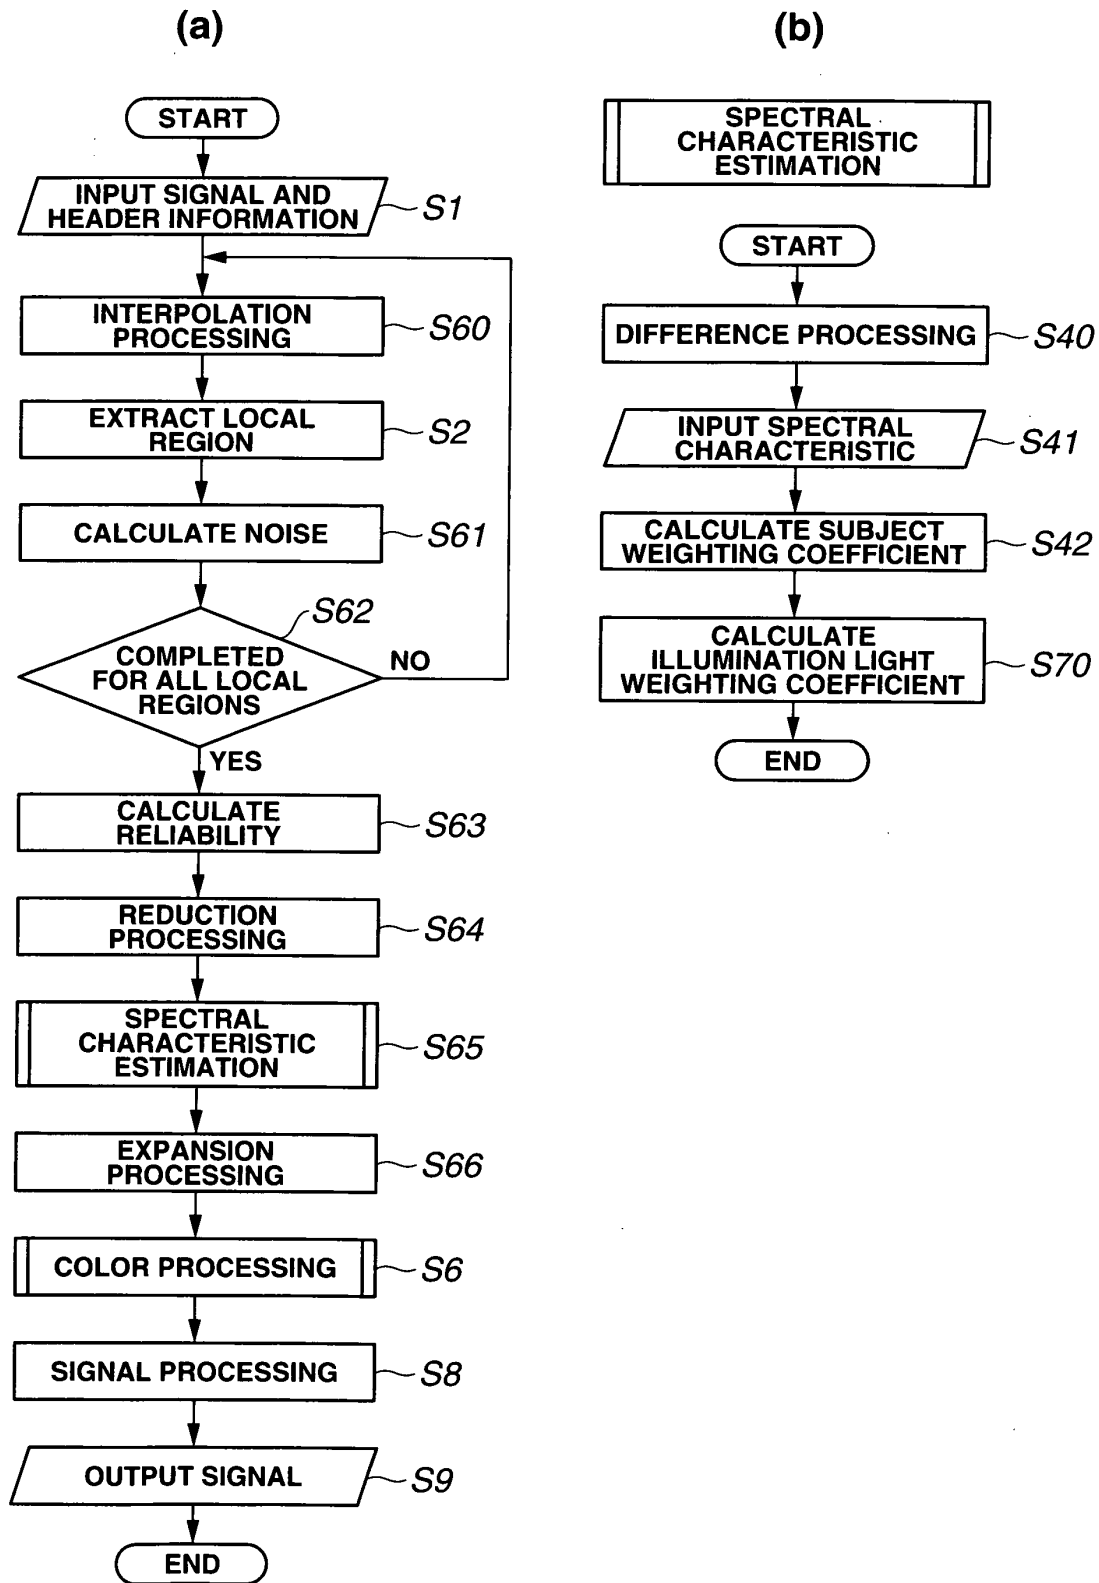 (a)
START
INPUT SIGNAL AND
HEADER INFORMATION
S1
INTERPOLATION
PROCESSING
S60
EXTRACT LOCAL
REGION
S2
CALCULATE NOISE
S61
S62
COMPLETED
FOR ALL LOCAL
REGIONS
NO
YES
CALCULATE
RELIABILITY
S63
REDUCTION
PROCESSING
S64
SPECTRAL
CHARACTERISTIC
ESTIMATION
S65
EXPANSION
PROCESSING
S66
COLOR PROCESSING
S6
SIGNAL PROCESSING
S8
OUTPUT SIGNAL
S9
END
(b)
SPECTRAL
CHARACTERISTIC
ESTIMATION
START
DIFFERENCE PROCESSING
S40
INPUT SPECTRAL
CHARACTERISTIC
S41
CALCULATE SUBJECT
WEIGHTING COEFFICIENT
S42
CALCULATE
ILLUMINATION LIGHT
WEIGHTING COEFFICIENT
S70
END